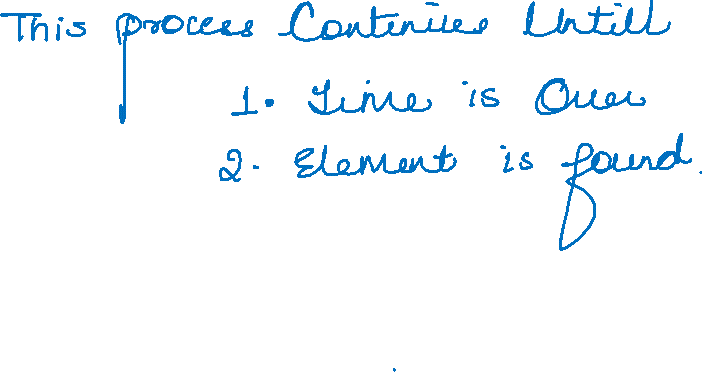 This process Continues Untill
1. Time is Over
2. Element is found.